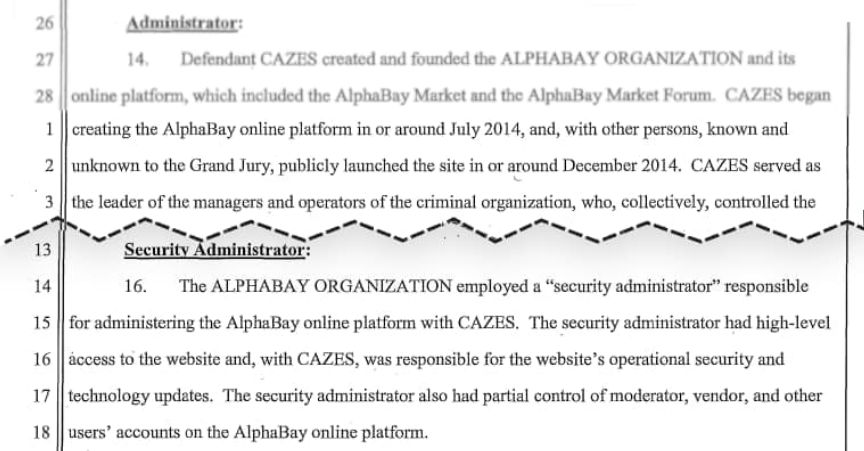 26 Administrator:
27 14. Defendant CAZES created and founded the ALPHABAY ORGANIZATION and its
28 online platform, which included the AlphaBay Market and the AlphaBay Market Forum. CAZES began
1 creating the AlphaBay online platform in or around July 2014, and, with other persons, known and
2 unknown to the Grand Jury, publicly launched the site in or around December 2014. CAZES served as
3 the leader of the managers and operators of the criminal organization, who, collectively, controlled the
13 Security Administrator:
14 16. The ALPHABAY ORGANIZATION employed a “security administrator” responsible
15 for administering the AlphaBay online platform with CAZES. The security administrator had high-level
16 access to the website and, with CAZES, was responsible for the website’s operational security and
17 technology updates. The security administrator also had partial control of moderator, vendor, and other
18 users’ accounts on the AlphaBay online platform.